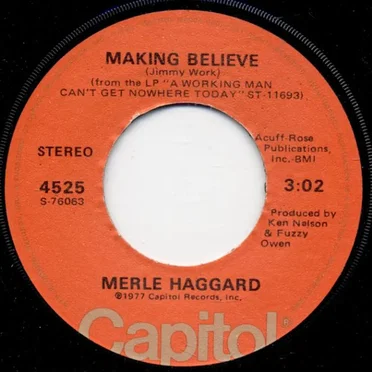 MAKING BELIEVE
(Jimmy Work)
(from the LP "A WORKING MAN
CAN'T GET NOWHERE TODAY" ST-11693)
STEREO
4525
S-76063
Acuff-Rose
Publications,
Inc.-BMI
3:02
Produced by
Ken Nelson
& Fuzzy
Owen
MERLE HAGGARD
℗1977 Capitol Records, Inc.
Capitol